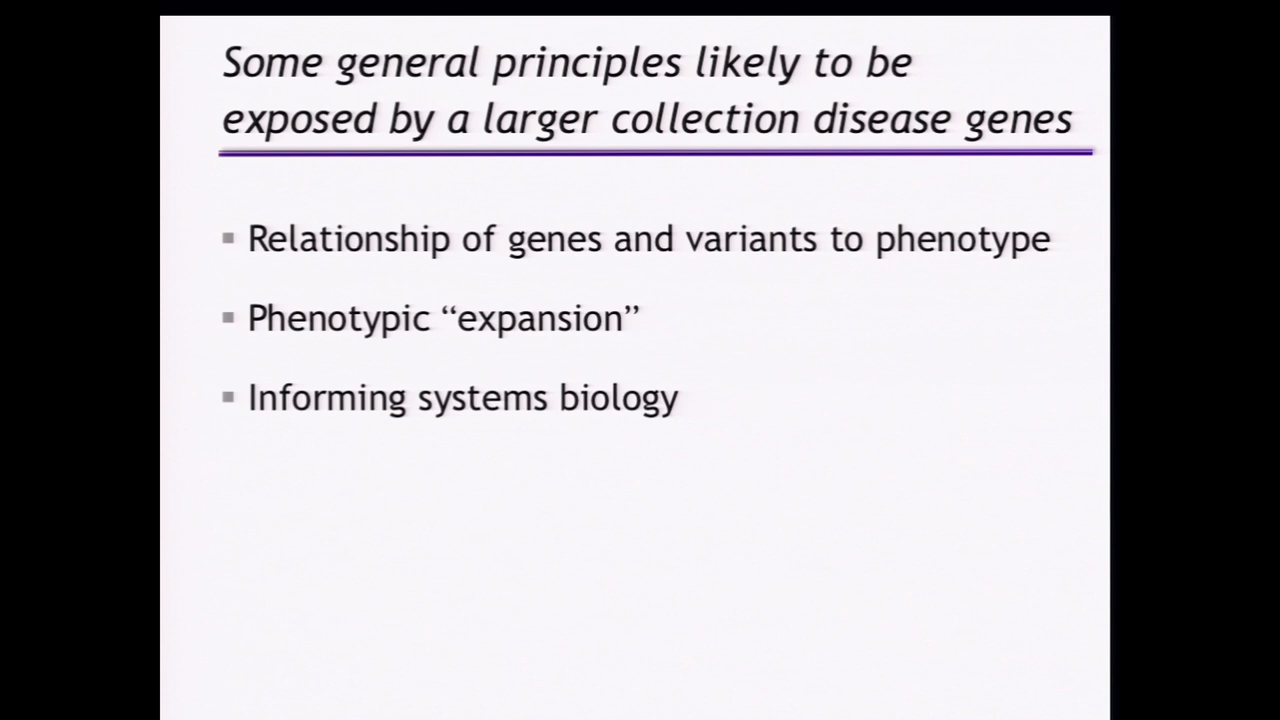 Some general principles likely to be
exposed by a larger collection disease genes
Relationship of genes and variants to phenotype
Phenotypic “expansion”
Informing systems biology